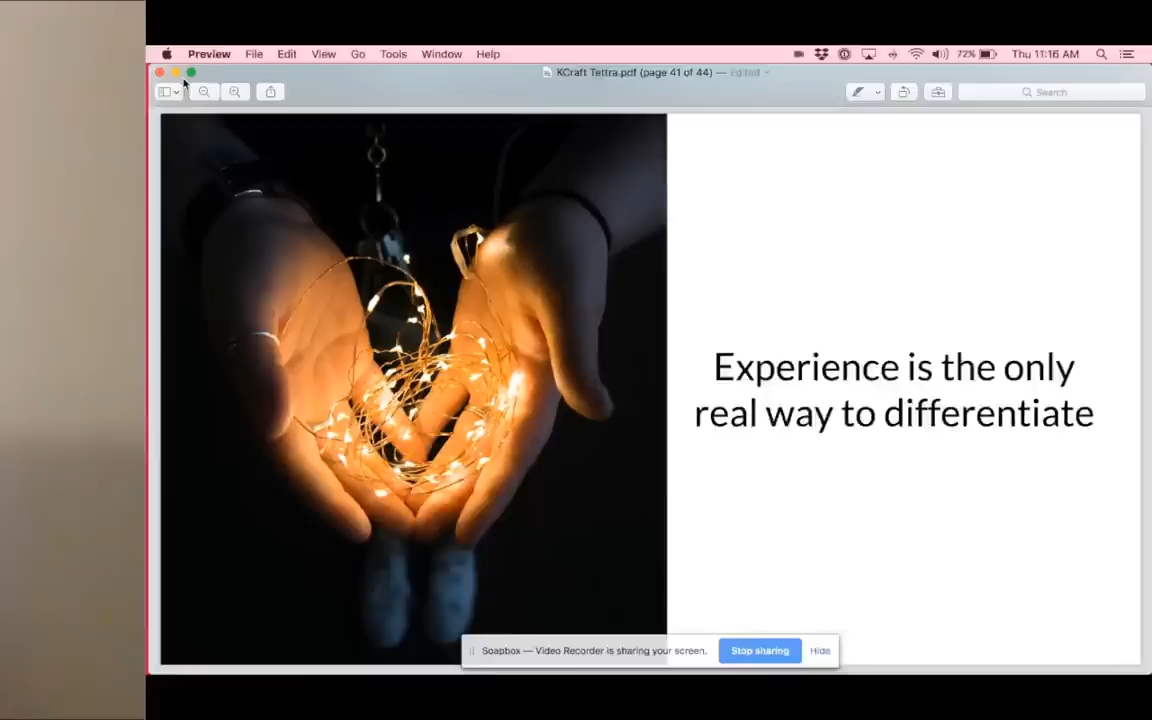 Preview File Edit View Go Tools Window Help 72% Thu 11:16 AM
KCraft Tettra.pdf (page 41 of 44) — Edited
Search
Experience is the only
real way to differentiate
Soapbox — Video Recorder is sharing your screen. Stop sharing Hide